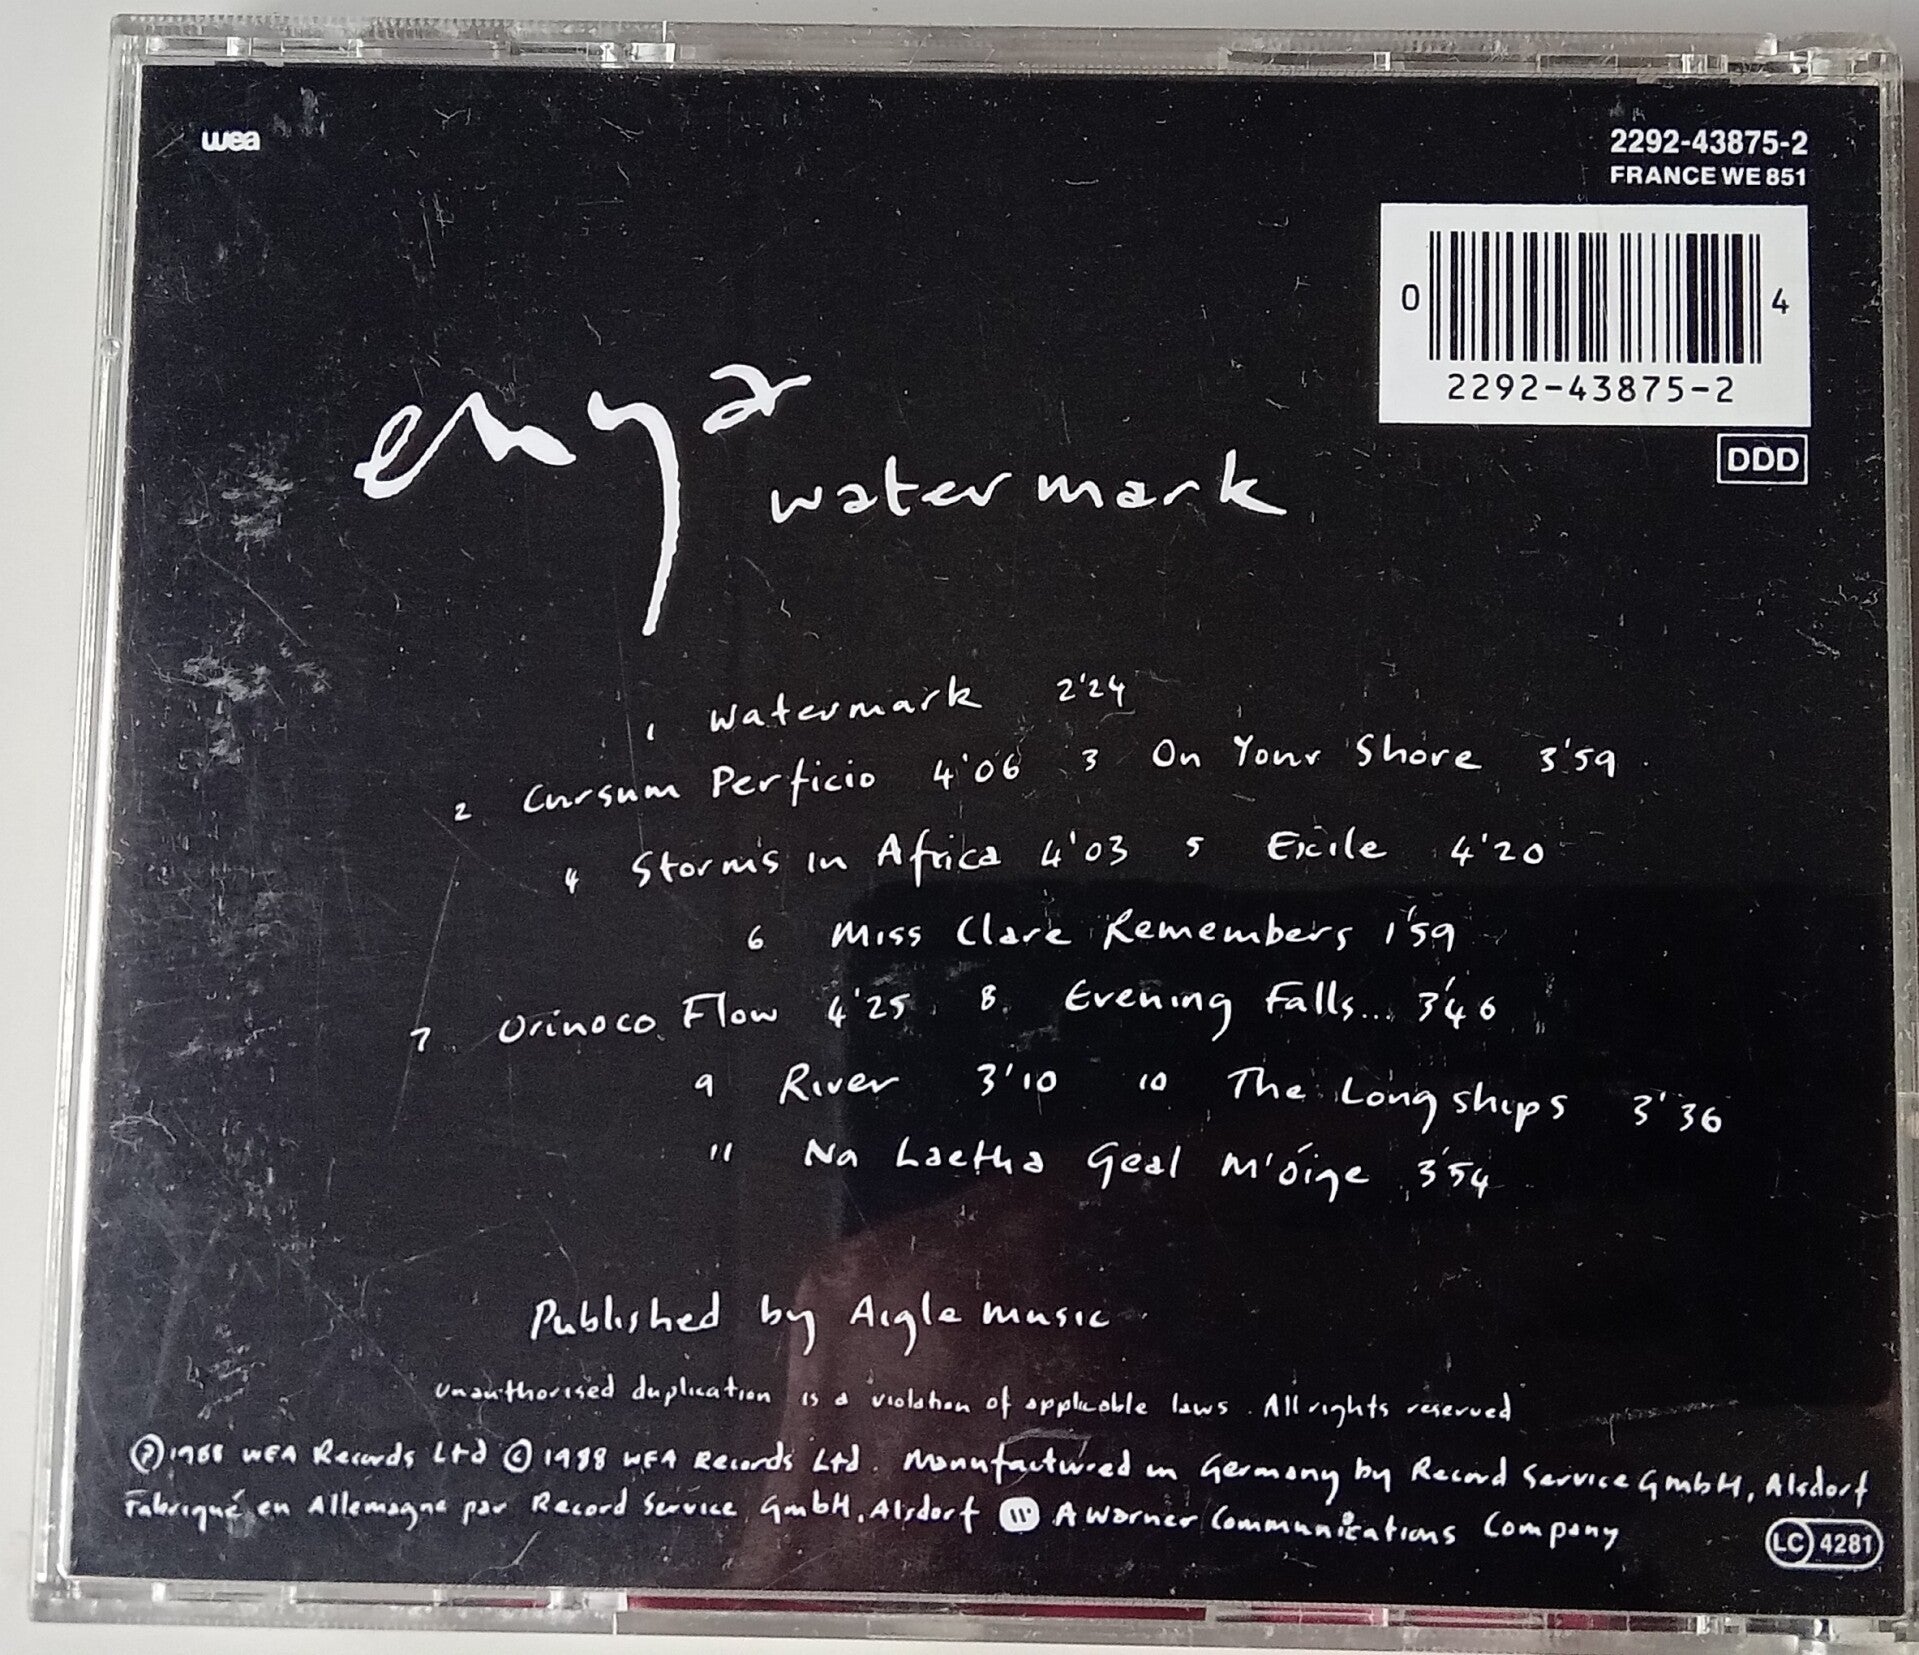 wea
2292-43875-2
FRANCE WE 851
0 4
2292-43875-2
DDD
enya
watermark
1 Watermark 2'24
2 Cursum Perficio 4'06 3 On Your Shore 3'59
4 Storms in Africa 4'03 5 Exile 4'20
6 Miss Clare Remembers 1'59
7 Orinoco Flow 4'25 8 Evening Falls... 3'46
9 River 3'10 10 The Longships 3'36
11 Na Laetha Geal M'óige 3'54
Published by Aigle Music
Unauthorised duplication is a violation of applicable laws. All rights reserved
℗ 1988 WEA Records Ltd © 1988 WEA Records Ltd. Manufactured in Germany by Record Service GmbH, Alsdorf
Fabriqué en Allemagne par Record Service GmbH, Alsdorf W A Warner Communications Company
LC 4281